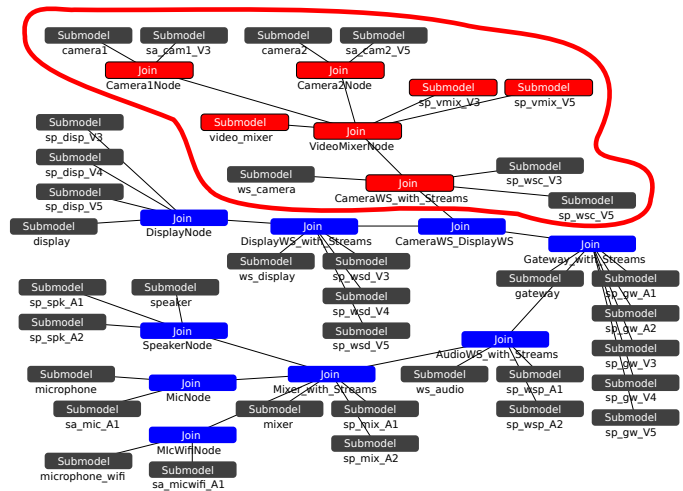 Submodel
camera1
Submodel
sa_cam1_V3
Submodel
camera2
Submodel
sa_cam2_V5
Join
Camera1Node
Join
Camera2Node
Submodel
sp_vmix_V3
Submodel
sp_vmix_V5
Submodel
sp_disp_V3
Submodel
video_mixer
Join
VideoMixerNode
Submodel
sp_disp_V4
Submodel
ws_camera
Submodel
sp_wsc_V3
Submodel
sp_disp_V5
Join
CameraWS_with_Streams
Submodel
sp_wsc_V5
Submodel
display
Join
DisplayNode
Join
DisplayWS_with_Streams
Join
CameraWS_DisplayWS
Join
Gateway_with_Streams
Submodel
ws_display
Submodel
sp_wsd_V3
Submodel
gateway
Submodel
sp_gw_A1
Submodel
sp_spk_A1
Submodel
speaker
Submodel
sp_wsd_V4
Submodel
sp_gw_A2
Submodel
sp_spk_A2
Join
SpeakerNode
Submodel
sp_wsd_V5
Join
AudioWS_with_Streams
Submodel
sp_gw_V3
Submodel
microphone
Join
MicNode
Join
Mixer_with_Streams
Submodel
ws_audio
Submodel
sp_wsp_A1
Submodel
sp_gw_V4
Submodel
sa_mic_A1
Submodel
mixer
Submodel
sp_mix_A1
Submodel
sp_wsp_A2
Submodel
sp_gw_V5
Join
MIcWifiNode
Submodel
sp_mix_A2
Submodel
microphone_wifi
Submodel
sa_micwifi_A1